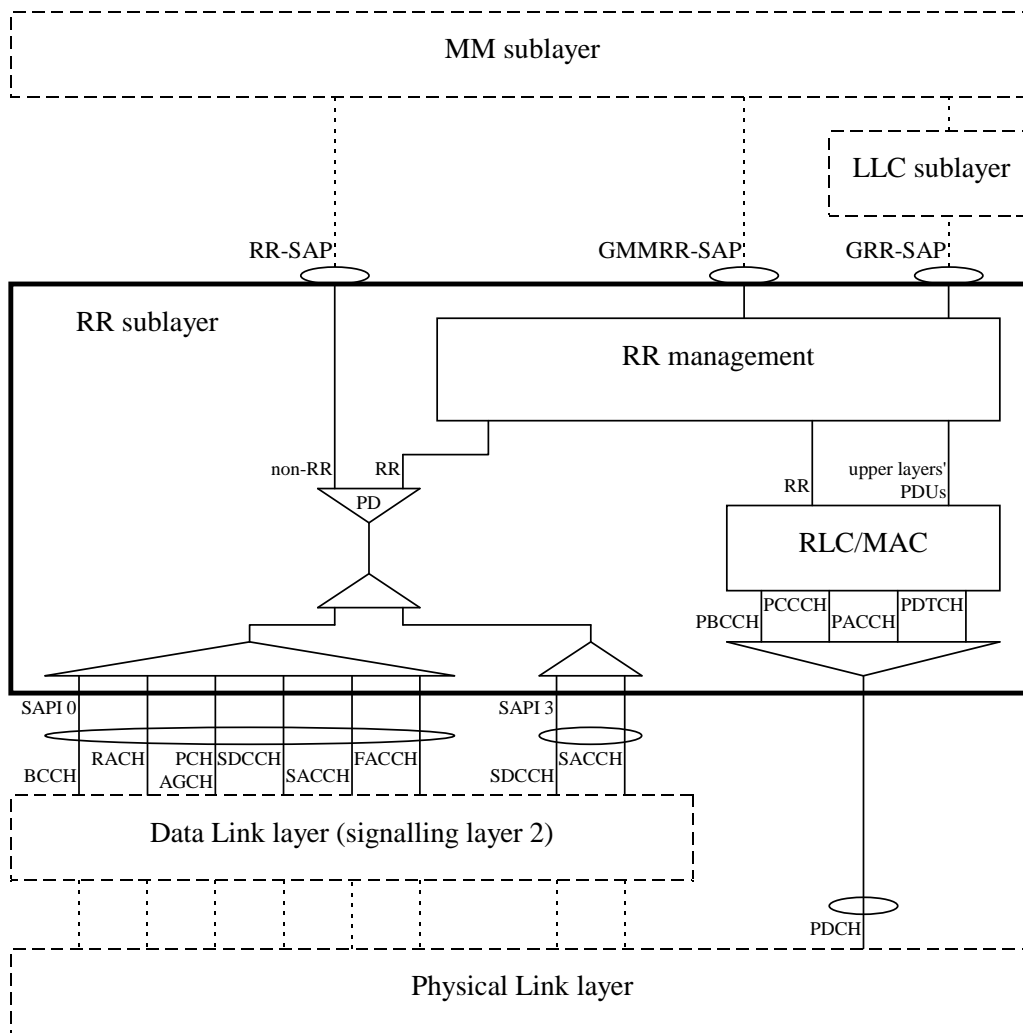 MM sublayer
LLC sublayer
RR-SAP
GMMRR-SAP
GRR-SAP
RR sublayer
RR management
non-RR
RR
PD
RR
upper layers'
PDUs
RLC/MAC
PBCCH
PCCCH
PACCH
PDTCH
SAPI 0
SAPI 3
BCCH
RACH
PCH
AGCH
SDCCH
SACCH
FACCH
SDCCH
SACCH
Data Link layer (signalling layer 2)
PDCH
Physical Link layer